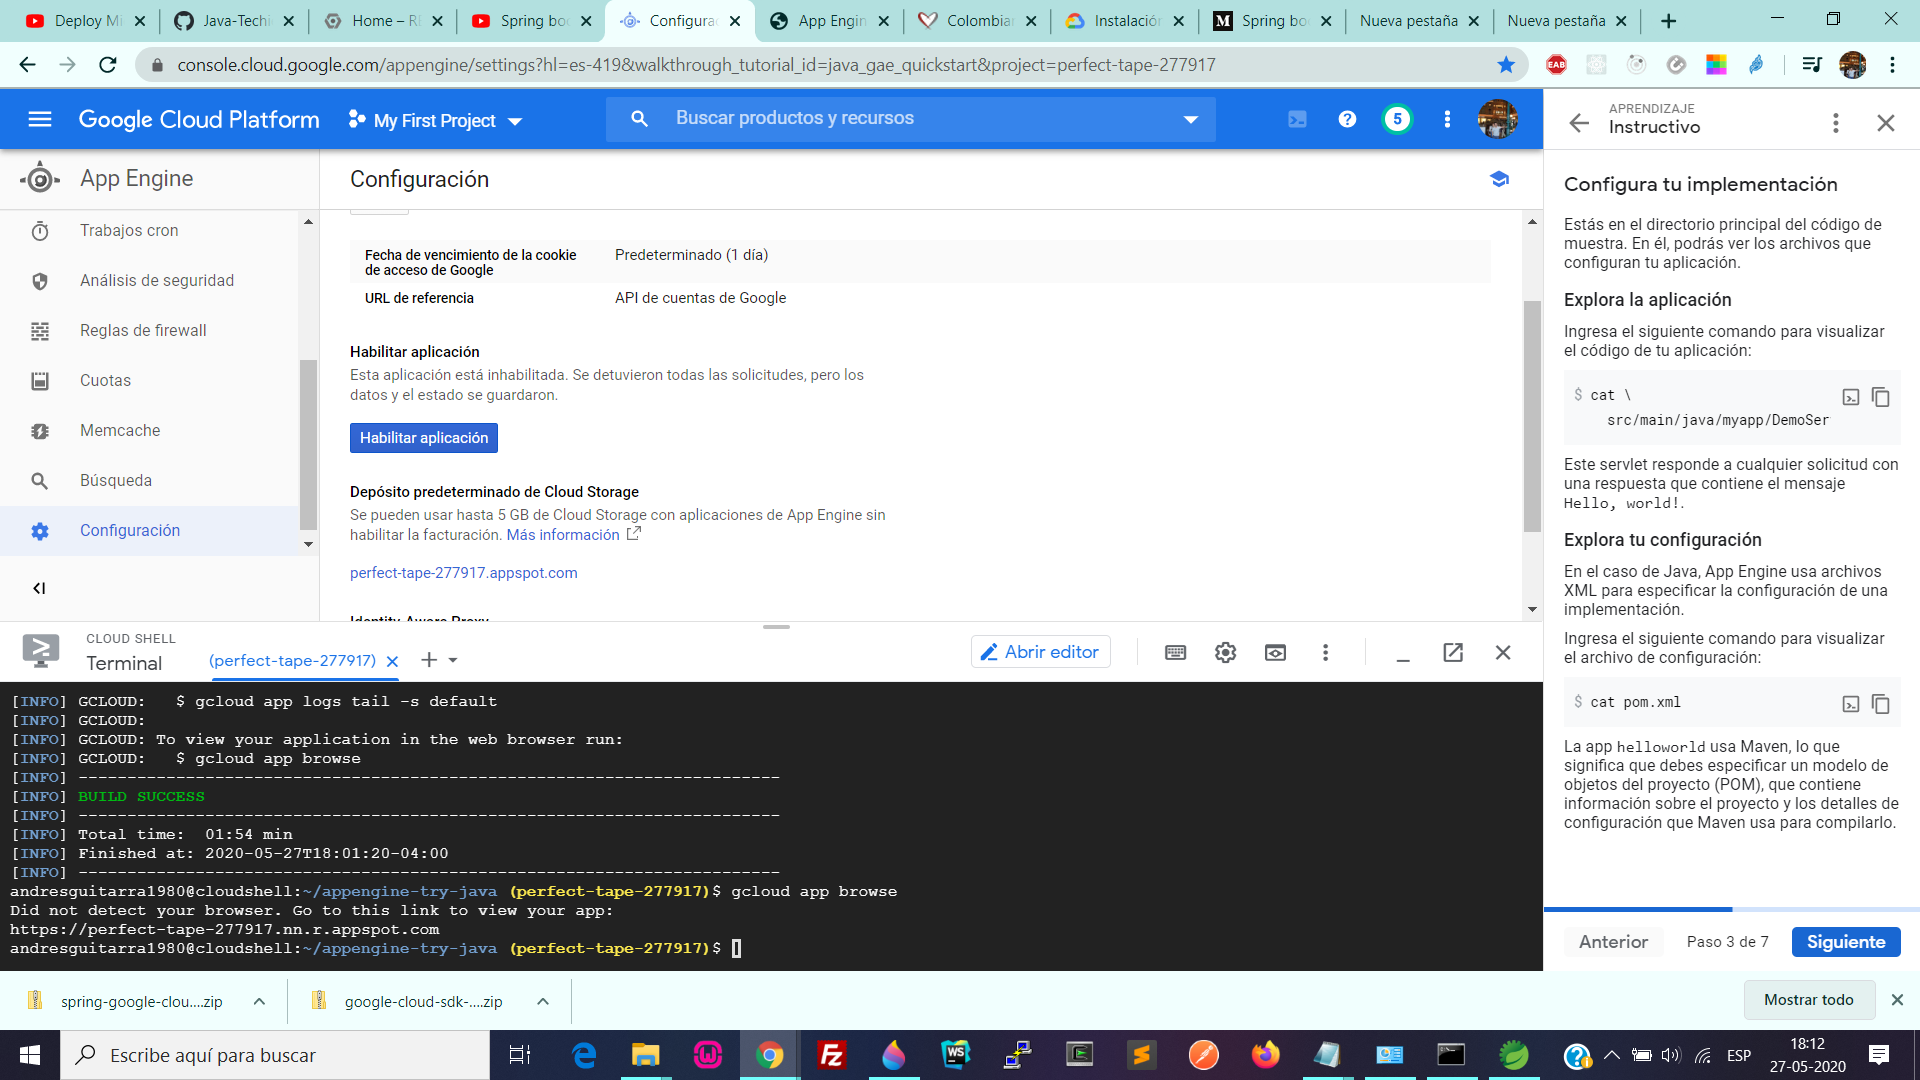 Deploy Mi
Java-Techi
Home – R
Spring bo
Configura
App Engin
Colombian
Instalación
Spring bo
Nueva pestaña
Nueva pestaña
console.cloud.google.com/appengine/settings?hl=es-419&walkthrough_tutorial_id=java_gae_quickstart&project=perfect-tape-277917
Google Cloud Platform
My First Project
Buscar productos y recursos
5
App Engine
Trabajos cron
Análisis de seguridad
Reglas de firewall
Cuotas
Memcache
Búsqueda
Configuración
Configuración
Fecha de vencimiento de la cookie
de acceso de Google
Predeterminado (1 día)
URL de referencia
API de cuentas de Google
Habilitar aplicación
Esta aplicación está inhabilitada. Se detuvieron todas las solicitudes, pero los
datos y el estado se guardaron.
Habilitar aplicación
Depósito predeterminado de Cloud Storage
Se pueden usar hasta 5 GB de Cloud Storage con aplicaciones de App Engine sin
habilitar la facturación. Más información
perfect-tape-277917.appspot.com
Identity-Aware Proxy
APRENDIZAJE
Instructivo
Configura tu implementación
Estás en el directorio principal del código de
muestra. En él, podrás ver los archivos que
configuran tu aplicación.
Explora la aplicación
Ingresa el siguiente comando para visualizar
el código de tu aplicación:
$ cat \
src/main/java/myapp/DemoSer
Este servlet responde a cualquier solicitud con
una respuesta que contiene el mensaje
Hello, world!.
Explora tu configuración
En el caso de Java, App Engine usa archivos
XML para especificar la configuración de una
implementación.
Ingresa el siguiente comando para visualizar
el archivo de configuración:
$ cat pom.xml
La app helloworld usa Maven, lo que
significa que debes especificar un modelo de
objetos del proyecto (POM), que contiene
información sobre el proyecto y los detalles de
configuración que Maven usa para compilarlo.
Anterior
Paso 3 de 7
Siguiente
CLOUD SHELL
Terminal
(perfect-tape-277917)
Abrir editor
[INFO] GCLOUD:   $ gcloud app logs tail -s default
[INFO] GCLOUD:
[INFO] GCLOUD: To view your application in the web browser run:
[INFO] GCLOUD:   $ gcloud app browse
[INFO] ------------------------------------------------------------------------
[INFO] BUILD SUCCESS
[INFO] ------------------------------------------------------------------------
[INFO] Total time:  01:54 min
[INFO] Finished at: 2020-05-27T18:01:20-04:00
[INFO] ------------------------------------------------------------------------
andresguitarra1980@cloudshell:~/appengine-try-java (perfect-tape-277917)$ gcloud app browse
Did not detect your browser. Go to this link to view your app:
https://perfect-tape-277917.nn.r.appspot.com
andresguitarra1980@cloudshell:~/appengine-try-java (perfect-tape-277917)$
spring-google-clou....zip
google-cloud-sdk-....zip
Mostrar todo
Escribe aquí para buscar
ESP
18:12
27-05-2020